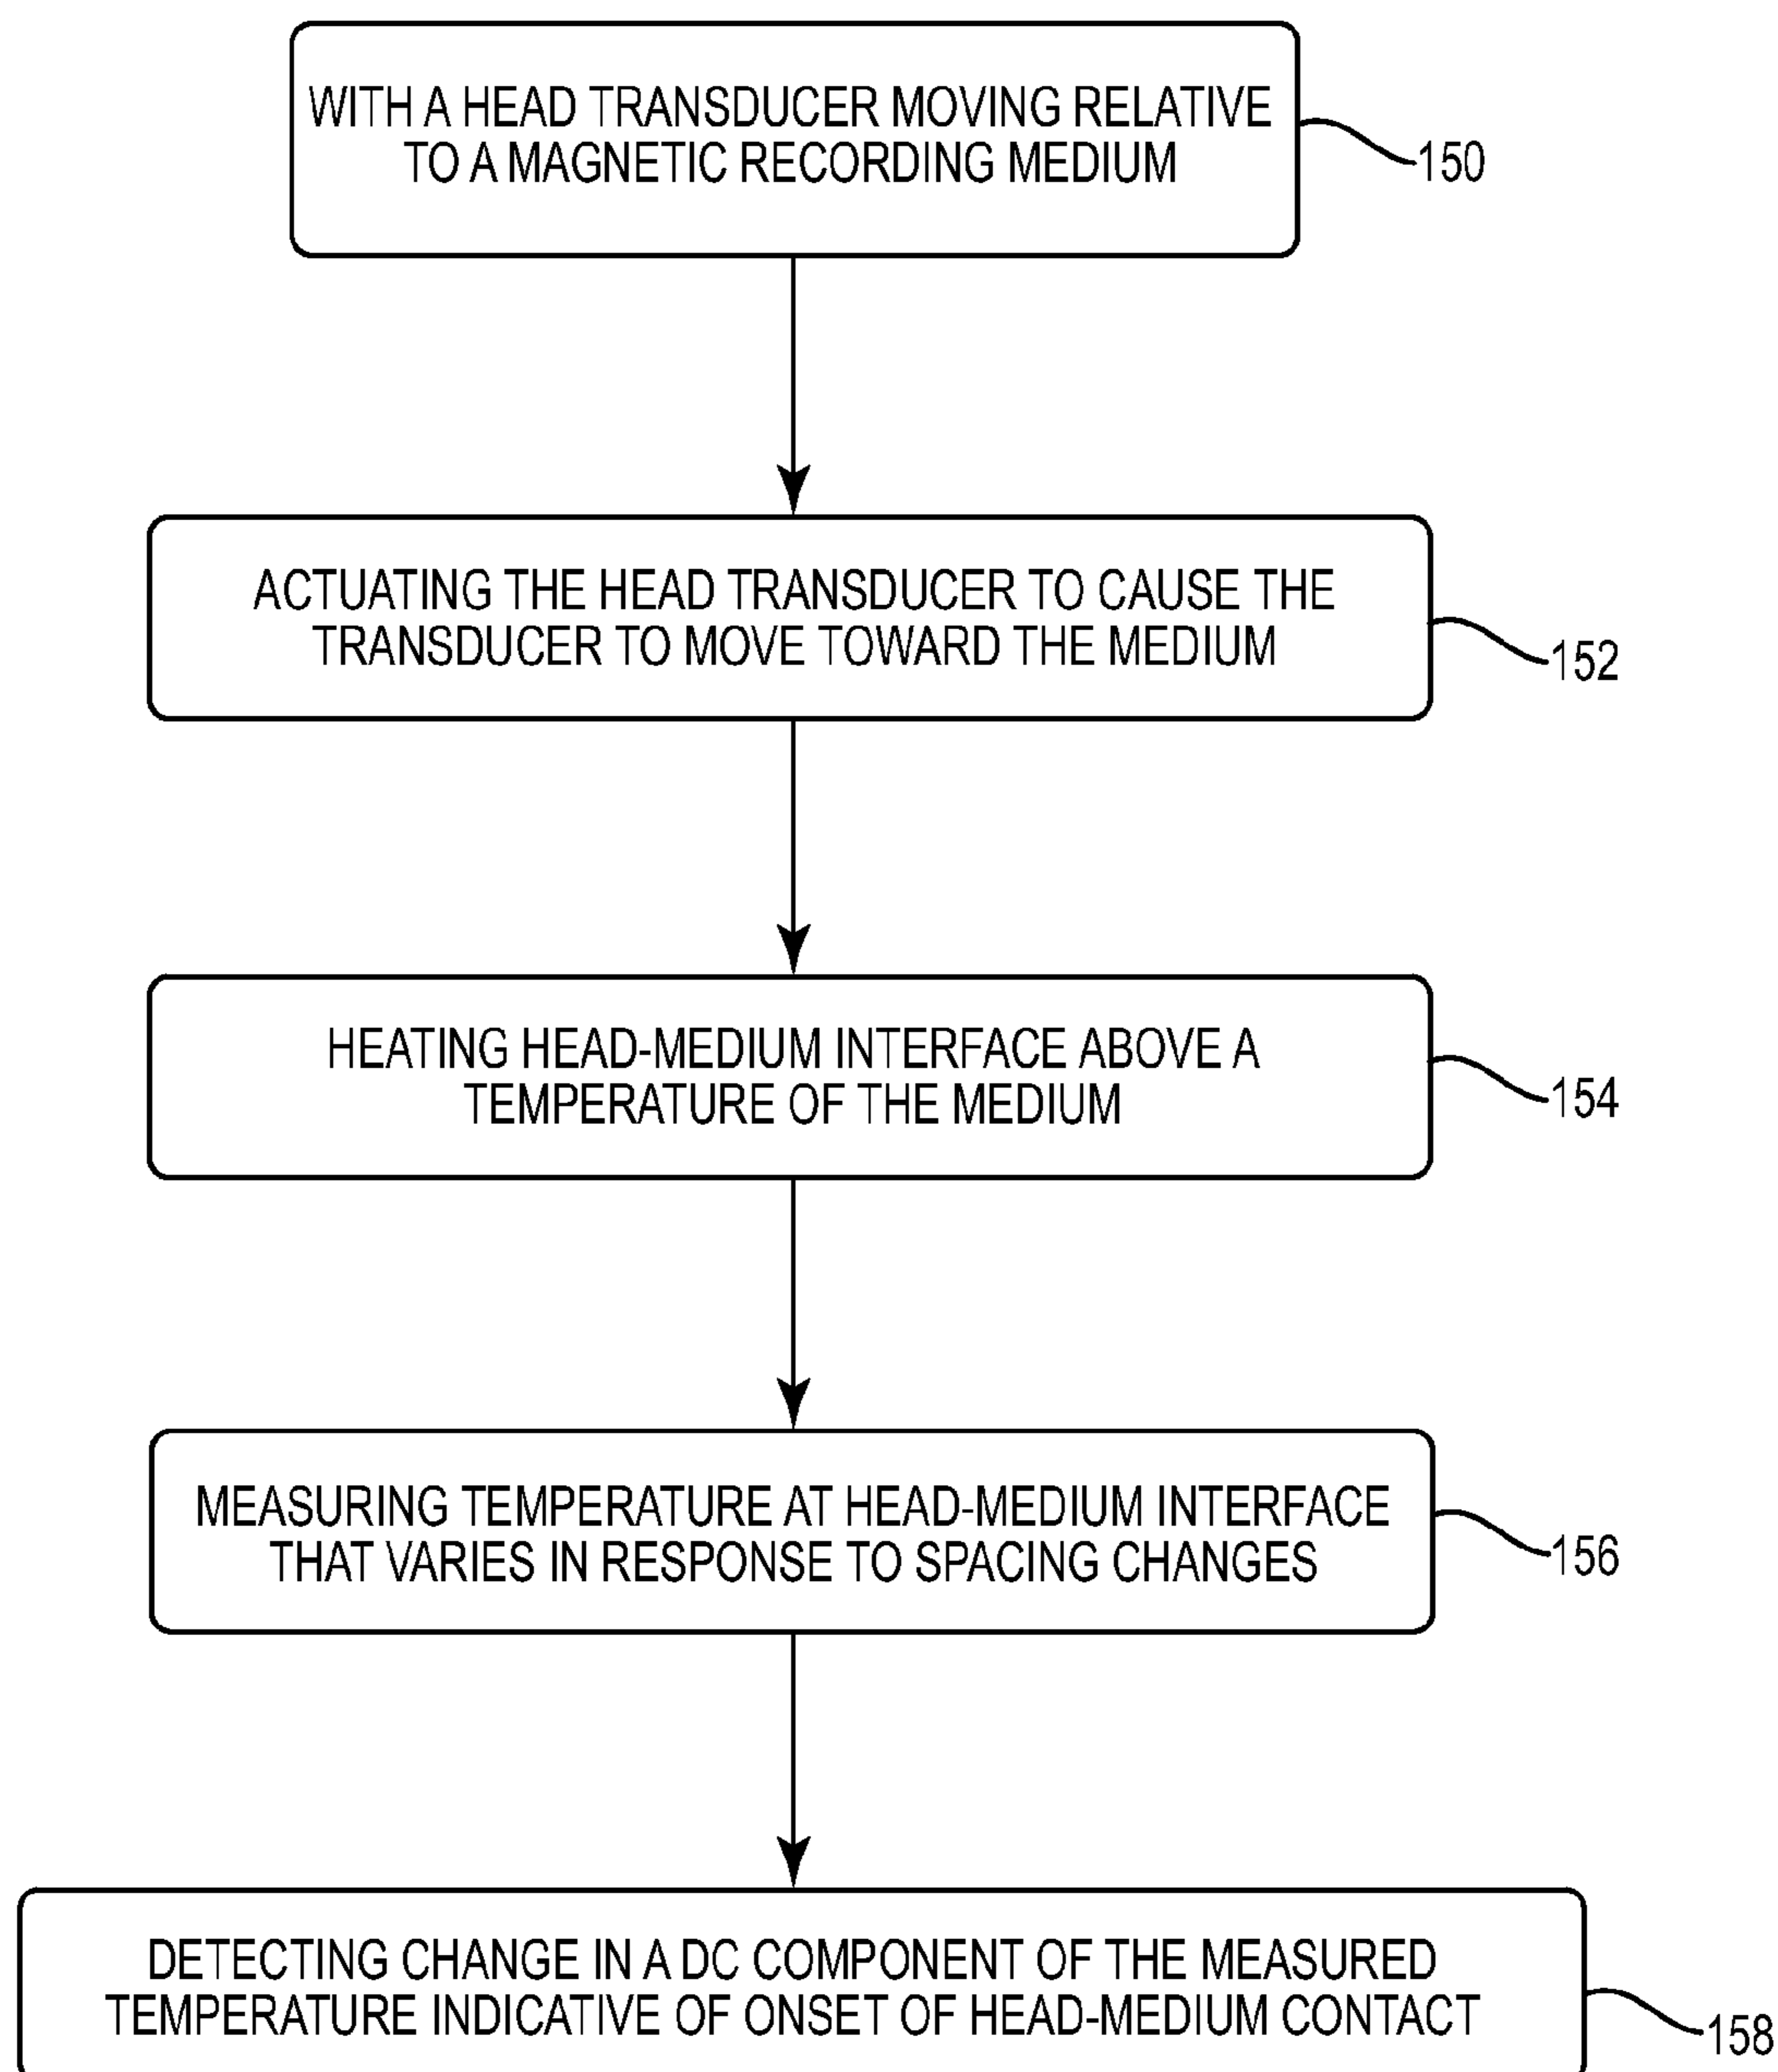 WITH A HEAD TRANSDUCER MOVING RELATIVE
TO A MAGNETIC RECORDING MEDIUM
150
ACTUATING THE HEAD TRANSDUCER TO CAUSE THE
TRANSDUCER TO MOVE TOWARD THE MEDIUM
152
HEATING HEAD-MEDIUM INTERFACE ABOVE A
TEMPERATURE OF THE MEDIUM
154
MEASURING TEMPERATURE AT HEAD-MEDIUM INTERFACE
THAT VARIES IN RESPONSE TO SPACING CHANGES
156
DETECTING CHANGE IN A DC COMPONENT OF THE MEASURED
TEMPERATURE INDICATIVE OF ONSET OF HEAD-MEDIUM CONTACT
158